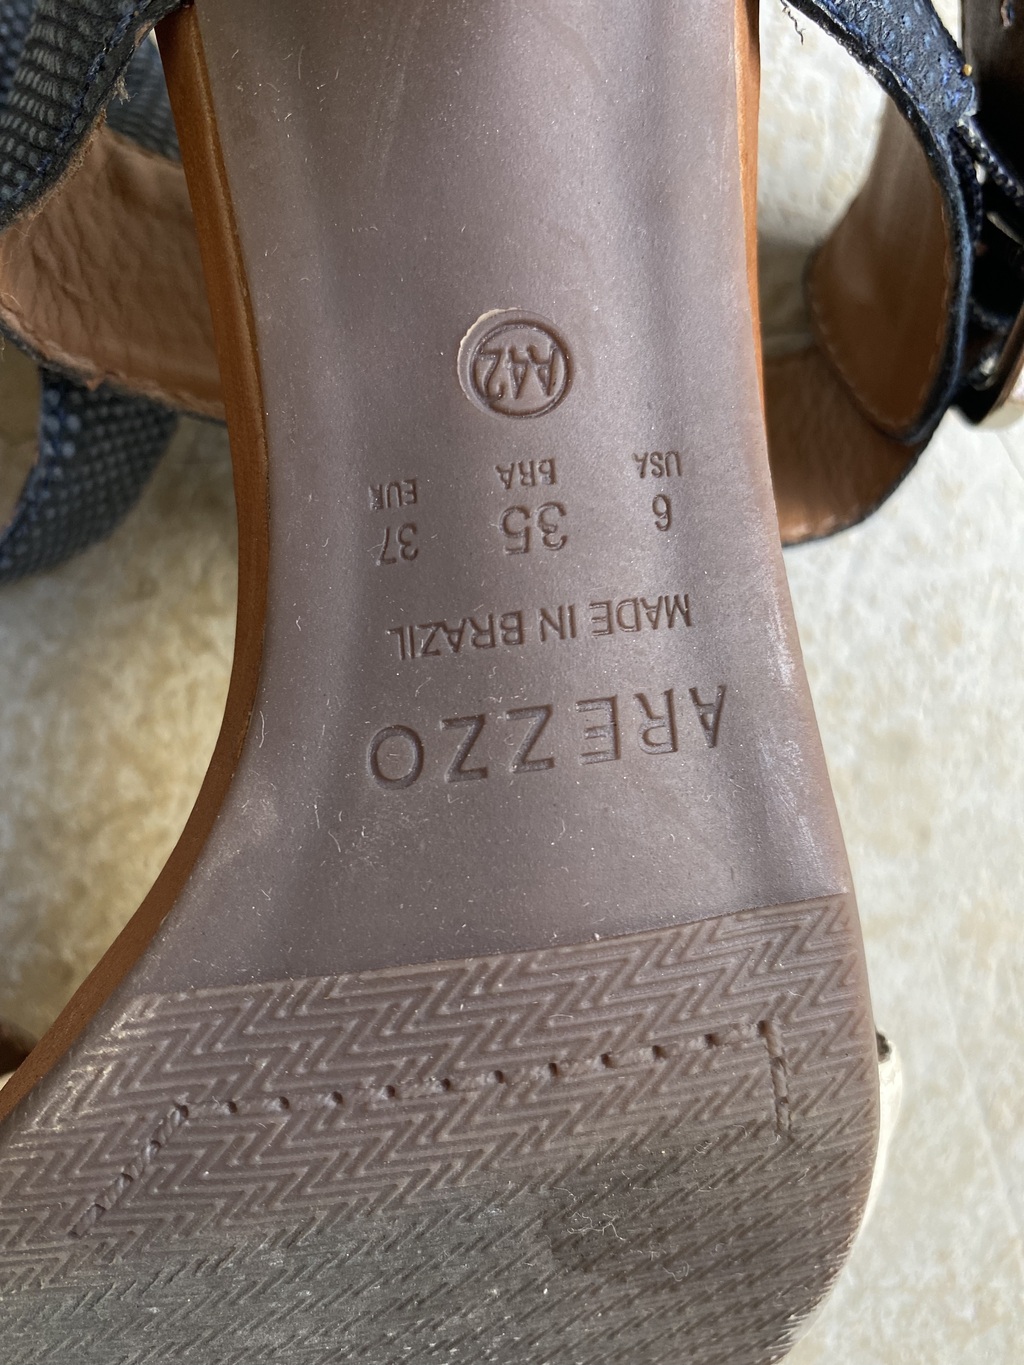 AREZZO
MADE IN BRAZIL
6 35 37
USA BRA EUR
A42